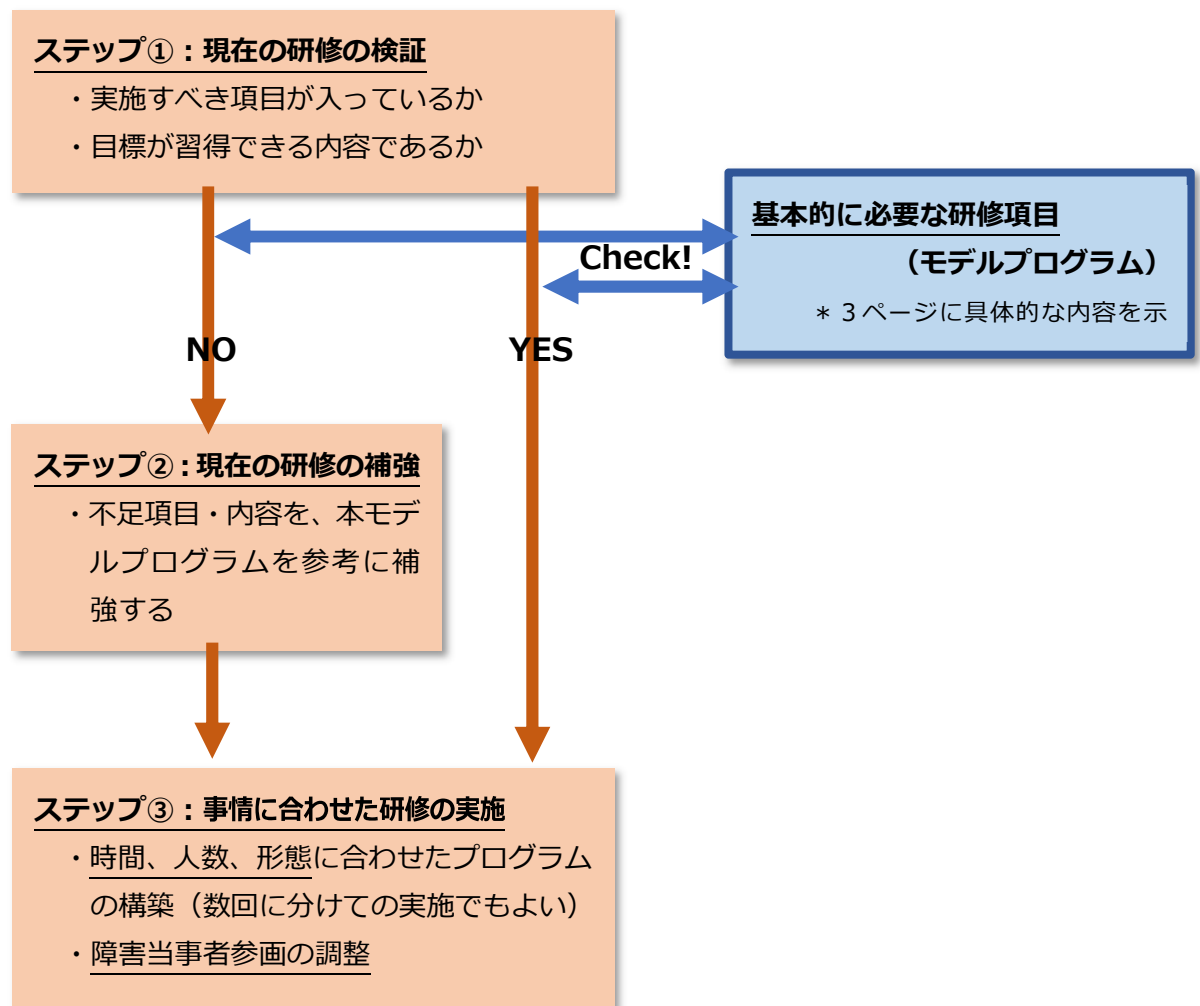 ステップ①：現在の研修の検証
・実施すべき項目が入っているか
・目標が習得できる内容であるか
基本的に必要な研修項目
（モデルプログラム）
＊３ページに具体的な内容を示
Check!
NO
YES
ステップ②：現在の研修の補強
・不足項目・内容を、本モデ
ルプログラムを参考に補
強する
ステップ③：事情に合わせた研修の実施
・時間、人数、形態に合わせたプログラム
の構築（数回に分けての実施でもよい）
・障害当事者参画の調整